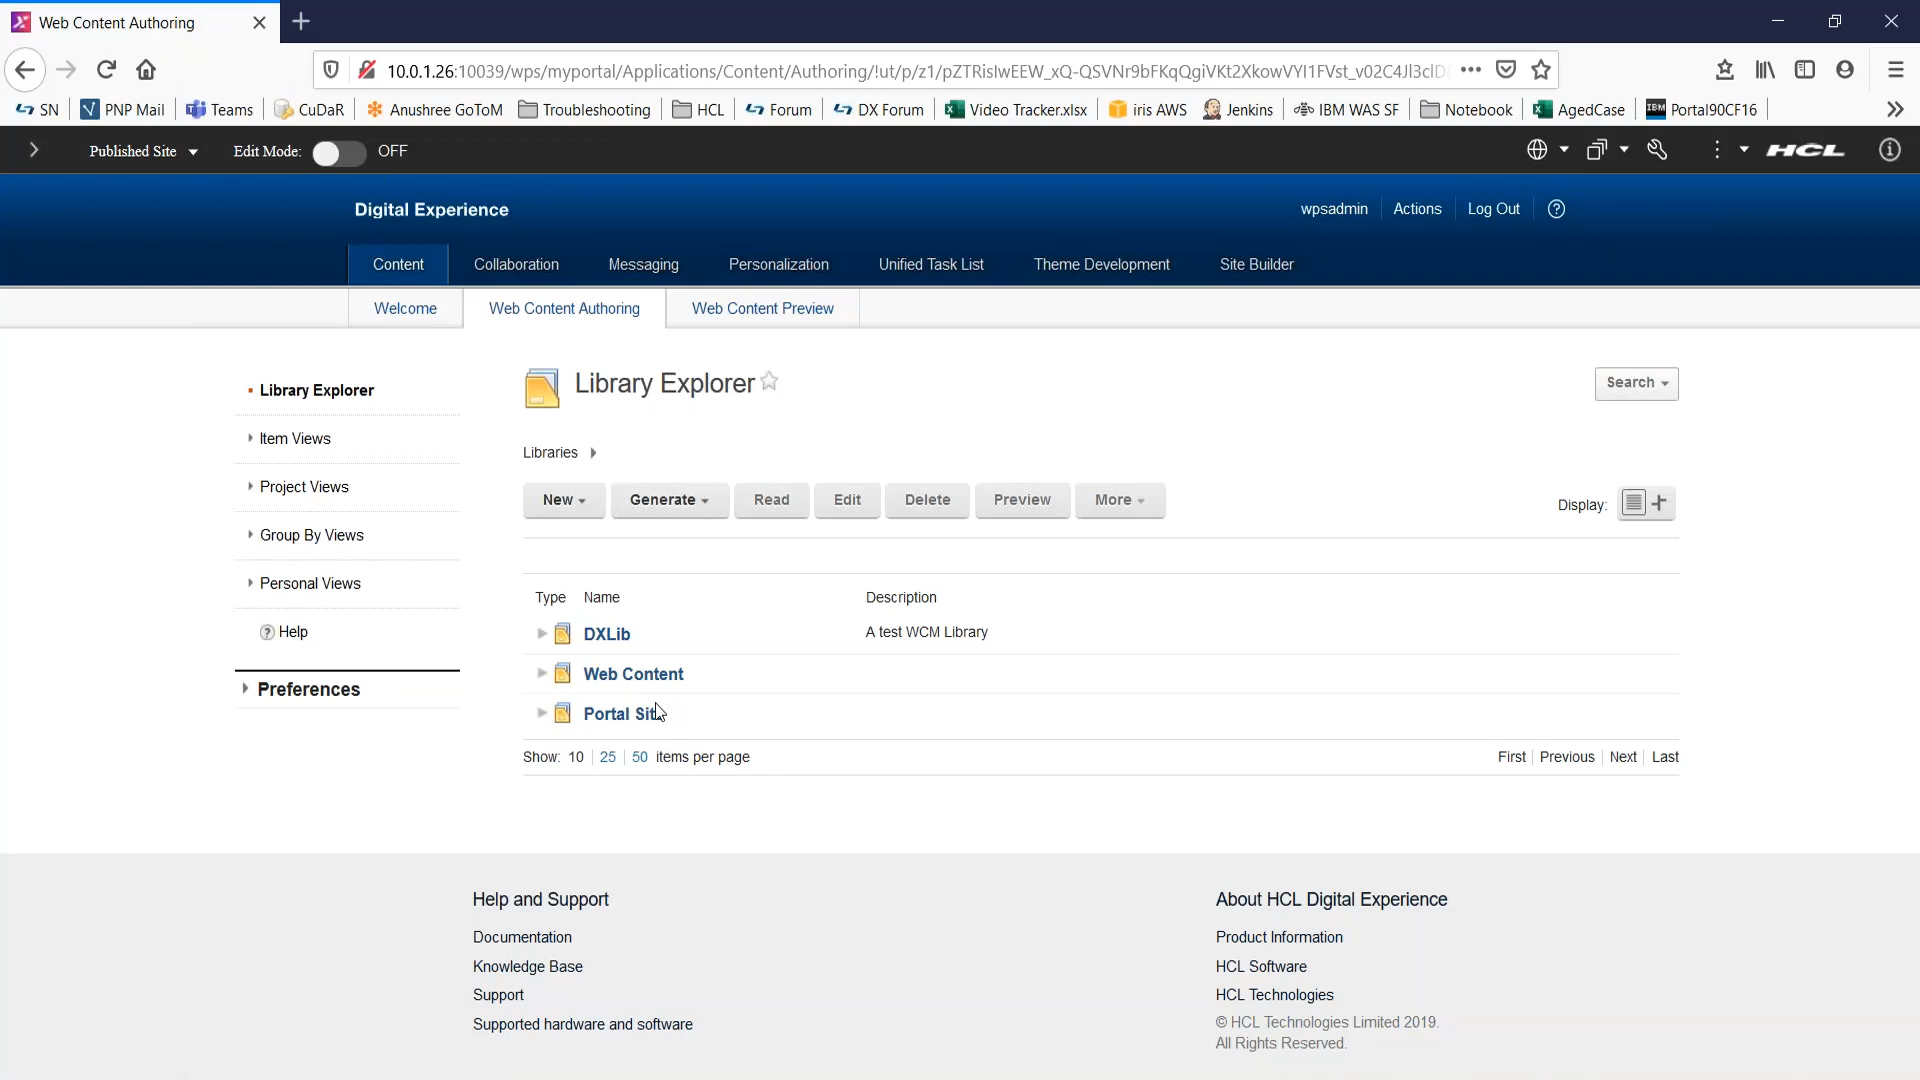 Web Content Authoring
10.0.1.26:10039/wps/myportal/Applications/Content/Authoring/!ut/p/z1/
SN PNP Mail Teams CuDaR Anushree GoToM Troubleshooting HCL Forum DX Forum Video Tracker.xlsx iris AWS Jenkins IBM WAS SF Notebook AgedCase Portal90CF16
Published Site Edit Mode: OFF HCL
Digital Experience wpsadmin Actions Log Out
Content Collaboration Messaging Personalization Unified Task List Theme Development Site Builder
Welcome Web Content Authoring Web Content Preview
Library Explorer
Item Views
Project Views
Group By Views
Personal Views
Help
Preferences
Library Explorer Search
Libraries
New Generate Read Edit Delete Preview More Display:
Type Name Description
DXLib A test WCM Library
Web Content
Portal Sit
Show: 10 25 50 items per page First Previous Next Last
Help and Support
Documentation
Knowledge Base
Support
Supported hardware and software
About HCL Digital Experience
Product Information
HCL Software
HCL Technologies
© HCL Technologies Limited 2019.
All Rights Reserved.